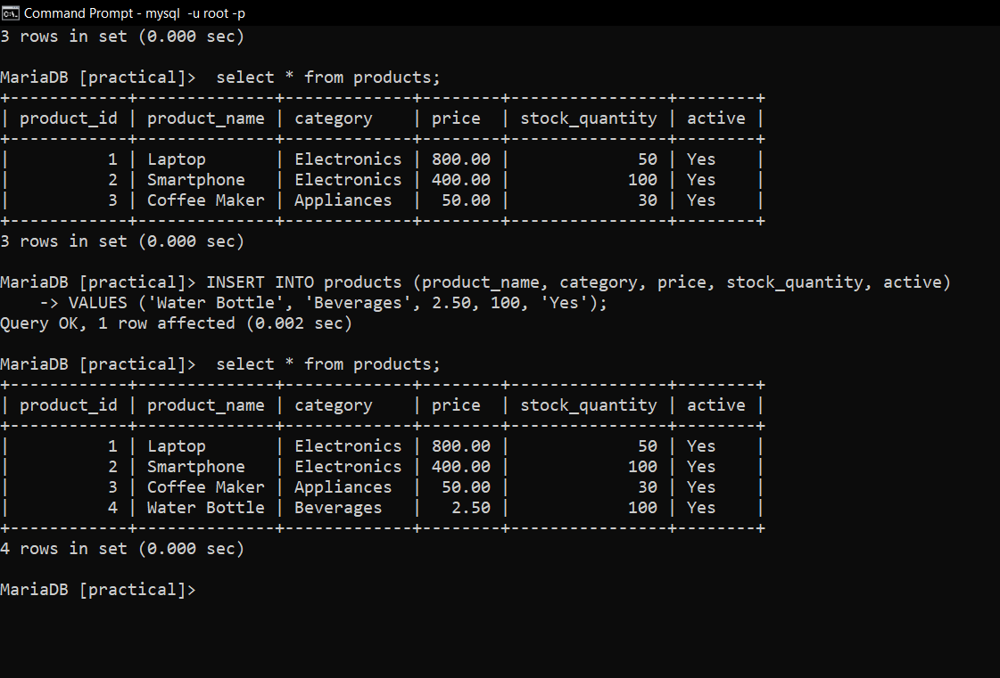 Command Prompt - mysql  -u root -p
3 rows in set (0.000 sec)
MariaDB [practical]>  select * from products;
+------------+--------------+-------------+--------+----------------+--------+
| product_id | product_name | category    | price  | stock_quantity | active |
+------------+--------------+-------------+--------+----------------+--------+
|          1 | Laptop       | Electronics | 800.00 |             50 | Yes    |
|          2 | Smartphone   | Electronics | 400.00 |            100 | Yes    |
|          3 | Coffee Maker | Appliances  |  50.00 |             30 | Yes    |
+------------+--------------+-------------+--------+----------------+--------+
3 rows in set (0.000 sec)
MariaDB [practical]> INSERT INTO products (product_name, category, price, stock_quantity, active)
    -> VALUES ('Water Bottle', 'Beverages', 2.50, 100, 'Yes');
Query OK, 1 row affected (0.002 sec)
MariaDB [practical]>  select * from products;
+------------+--------------+-------------+--------+----------------+--------+
| product_id | product_name | category    | price  | stock_quantity | active |
+------------+--------------+-------------+--------+----------------+--------+
|          1 | Laptop       | Electronics | 800.00 |             50 | Yes    |
|          2 | Smartphone   | Electronics | 400.00 |            100 | Yes    |
|          3 | Coffee Maker | Appliances  |  50.00 |             30 | Yes    |
|          4 | Water Bottle | Beverages   |   2.50 |            100 | Yes    |
+------------+--------------+-------------+--------+----------------+--------+
4 rows in set (0.000 sec)
MariaDB [practical]>